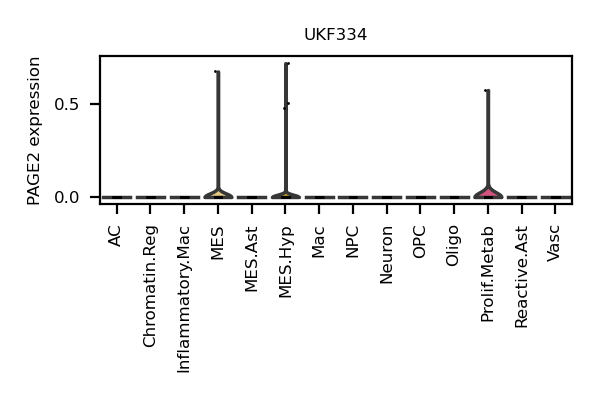 UKF334
PAGE2 expression
0.5
0.0
AC
Chromatin.Reg
Inflammatory.Mac
MES
MES.Ast
MES.Hyp
Mac
NPC
Neuron
OPC
Oligo
Prolif.Metab
Reactive.Ast
Vasc